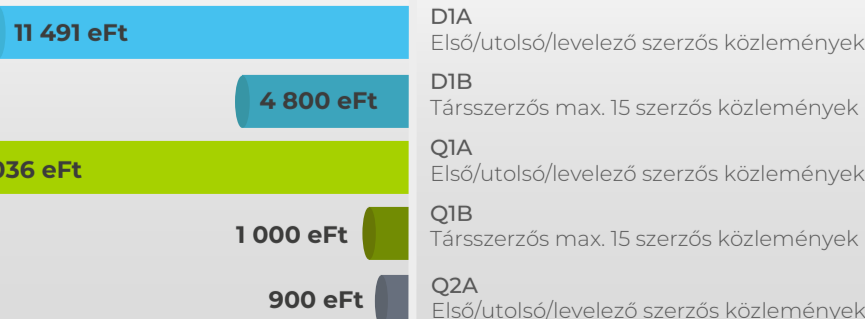 11 491 eFt
D1A
Első/utolsó/levelező szerzős közlemények
4 800 eFt
D1B
Társszerzős max. 15 szerzős közlemények
036 eFt
Q1A
Első/utolsó/levelező szerzős közlemények
1 000 eFt
Q1B
Társszerzős max. 15 szerzős közlemények
900 eFt
Q2A
Első/utolsó/levelező szerzős közlemények